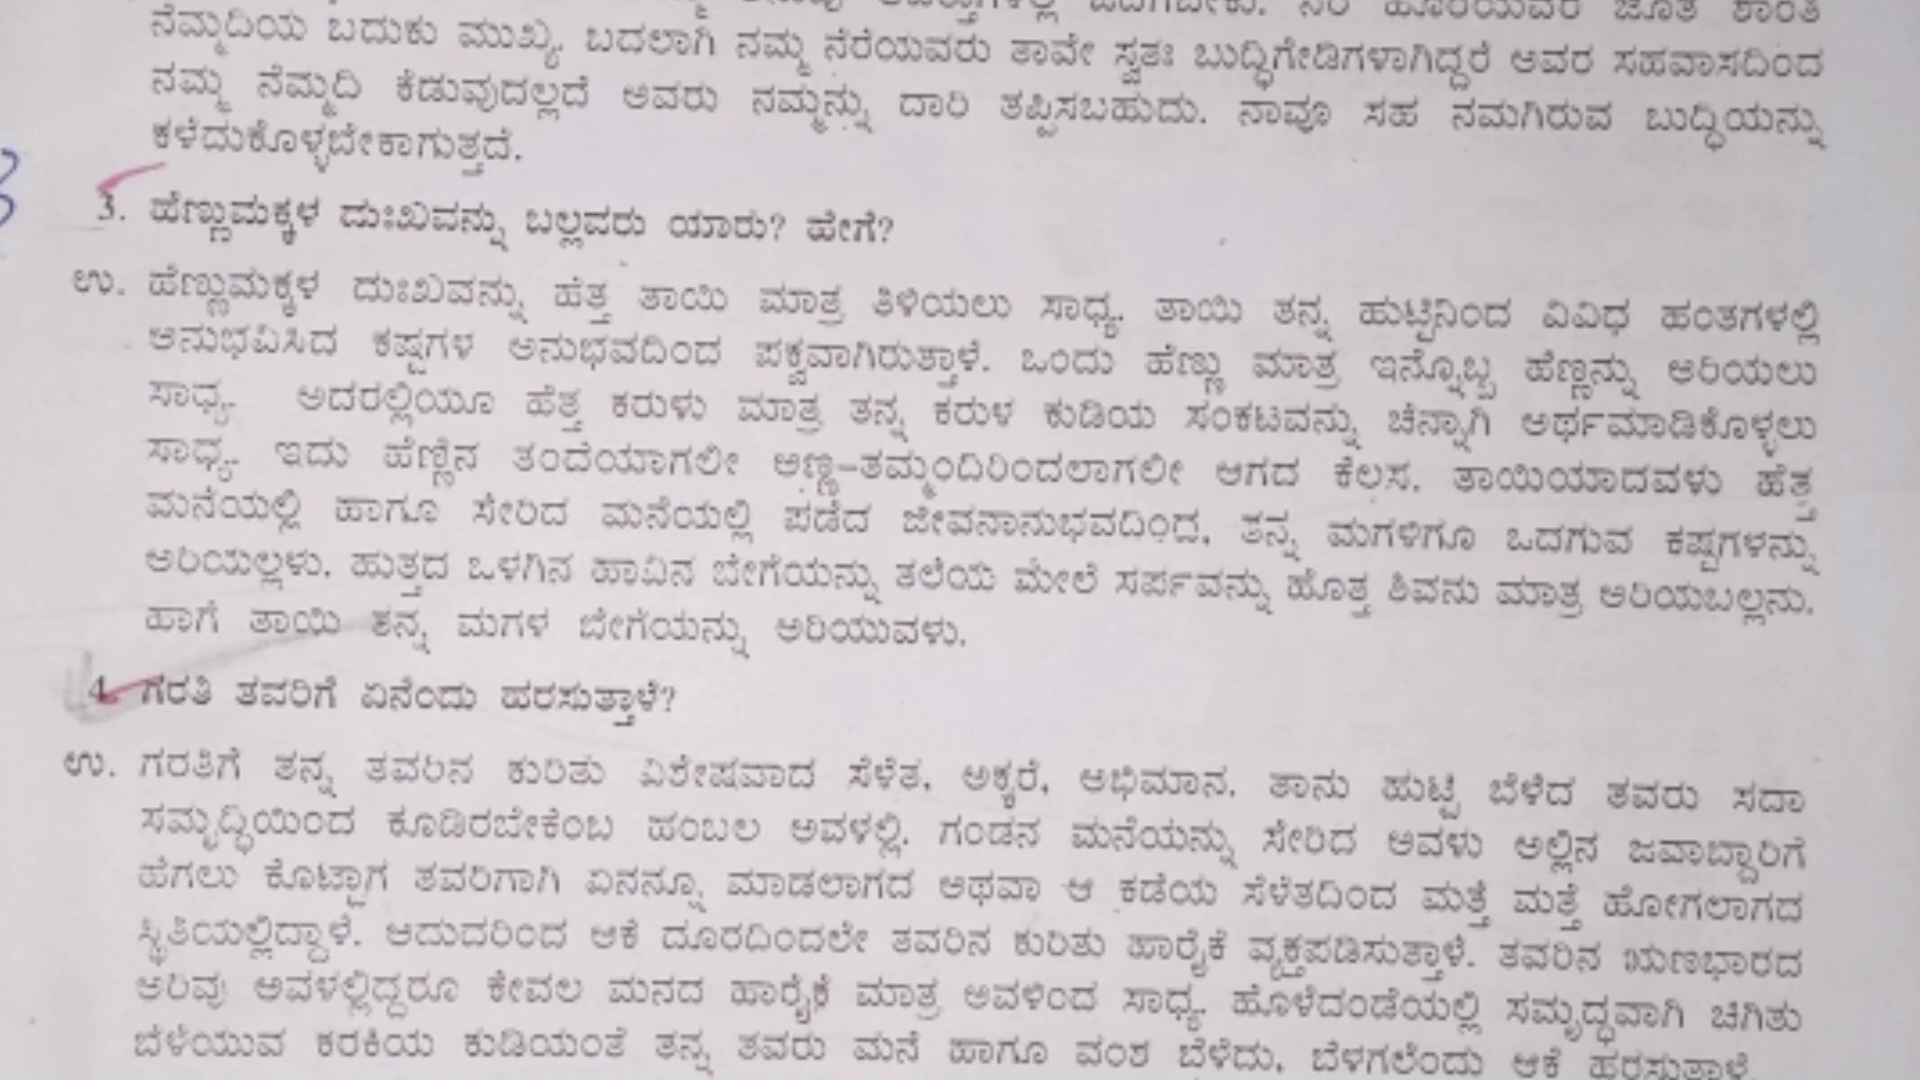 ನೆಮ್ಮದಿಯ ಬದುಕು ಮುಖ್ಯ. ಬದಲಾಗಿ ನಮ್ಮ ನೆರೆಯವರು ತಾವೇ ಸ್ವತಃ ಬುದ್ಧಿಗೇಡಿಗಳಾಗಿದ್ದರೆ ಅವರ ಸಹವಾಸದಿಂದ
ನಮ್ಮ ನೆಮ್ಮದಿ ಕೆಡುವುದಲ್ಲದೆ ಅವರು ನಮ್ಮನ್ನು ದಾರಿ ತಪ್ಪಿಸಬಹುದು. ನಾವೂ ಸಹ ನಮಗಿರುವ ಬುದ್ಧಿಯನ್ನು
ಕಳೆದುಕೊಳ್ಳಬೇಕಾಗುತ್ತದೆ.
3. ಹೆಣ್ಣುಮಕ್ಕಳ ದುಃಖವನ್ನು ಬಲ್ಲವರು ಯಾರು? ಹೇಗೆ?
ಉ. ಹೆಣ್ಣುಮಕ್ಕಳ ದುಃಖವನ್ನು ಹೆತ್ತ ತಾಯಿ ಮಾತ್ರ ತಿಳಿಯಲು ಸಾಧ್ಯ. ತಾಯಿ ತನ್ನ ಹುಟ್ಟಿನಿಂದ ವಿವಿಧ ಹಂತಗಳಲ್ಲಿ
ಅನುಭವಿಸಿದ ಕಷ್ಟಗಳ ಅನುಭವದಿಂದ ಪಕ್ವವಾಗಿರುತ್ತಾಳೆ. ಒಂದು ಹೆಣ್ಣು ಮಾತ್ರ ಇನ್ನೊಬ್ಬ ಹೆಣ್ಣನ್ನು ಅರಿಯಲು
ಸಾಧ್ಯ. ಅದರಲ್ಲಿಯೂ ಹೆತ್ತ ಕರುಳು ಮಾತ್ರ ತನ್ನ ಕರುಳ ಕುಡಿಯ ಸಂಕಟವನ್ನು ಚೆನ್ನಾಗಿ ಅರ್ಥಮಾಡಿಕೊಳ್ಳಲು
ಸಾಧ್ಯ. ಇದು ಹೆಣ್ಣಿನ ತಂದೆಯಾಗಲೀ ಅಣ್ಣ-ತಮ್ಮಂದಿರಿಂದಲಾಗಲೀ ಆಗದ ಕೆಲಸ. ತಾಯಿಯಾದವಳು ಹೆತ್ತ
ಮನೆಯಲ್ಲಿ ಹಾಗೂ ಸೇರಿದ ಮನೆಯಲ್ಲಿ ಪಡೆದ ಜೀವನಾನುಭವದಿಂದ, ತನ್ನ ಮಗಳಿಗೂ ಒದಗುವ ಕಷ್ಟಗಳನ್ನು
ಅರಿಯಲ್ಲಳು. ಹುತ್ತದ ಒಳಗಿನ ಹಾವಿನ ಬೇಗೆಯನ್ನು ತಲೆಯ ಮೇಲೆ ಸರ್ಪವನ್ನು ಹೊತ್ತ ಶಿವನು ಮಾತ್ರ ಅರಿಯಬಲ್ಲನು.
ಹಾಗೆ ತಾಯಿ ತನ್ನ ಮಗಳ ಬೇಗೆಯನ್ನು ಅರಿಯುವಳು.
4. ಗರತಿ ತವರಿಗೆ ಏನೆಂದು ಹರಸುತ್ತಾಳೆ?
ಉ. ಗರತಿಗೆ ತನ್ನ ತವರಿನ ಕುರಿತು ವಿಶೇಷವಾದ ಸೆಳೆತ, ಅಕ್ಕರೆ, ಅಭಿಮಾನ. ತಾನು ಹುಟ್ಟಿ ಬೆಳೆದ ತವರು ಸದಾ
ಸಮೃದ್ಧಿಯಿಂದ ಕೂಡಿರಬೇಕೆಂಬ ಹಂಬಲ ಅವಳಲ್ಲಿ. ಗಂಡನ ಮನೆಯನ್ನು ಸೇರಿದ ಅವಳು ಅಲ್ಲಿನ ಜವಾಬ್ದಾರಿಗೆ
ಹೆಗಲು ಕೊಟ್ಟಾಗ ತವರಿಗಾಗಿ ಏನನ್ನೂ ಮಾಡಲಾಗದ ಅಥವಾ ಆ ಕಡೆಯ ಸೆಳೆತದಿಂದ ಮತ್ತೆ ಮತ್ತೆ ಹೋಗಲಾಗದ
ಸ್ಥಿತಿಯಲ್ಲಿದ್ದಾಳೆ. ಆದುದರಿಂದ ಆಕೆ ದೂರದಿಂದಲೇ ತವರಿನ ಕುರಿತು ಹಾರೈಕೆ ವ್ಯಕ್ತಪಡಿಸುತ್ತಾಳೆ. ತವರಿನ ಋಣಭಾರದ
ಅರಿವು ಅವಳಲ್ಲಿದ್ದರೂ ಕೇವಲ ಮನದ ಹಾರೈಕೆ ಮಾತ್ರ ಅವಳಿಂದ ಸಾಧ್ಯ. ಹೊಳೆದಂಡೆಯಲ್ಲಿ ಸಮೃದ್ಧವಾಗಿ ಚಿಗಿತು
ಬೆಳೆಯುವ ಕರಕಿಯ ಕುಡಿಯಂತೆ ತನ್ನ ತವರು ಮನೆ ಹಾಗೂ ವಂಶ ಬೆಳೆದು, ಬೆಳಗಲೆಂದು ಆಕೆ ಹರಸುತ್ತಾಳೆ.